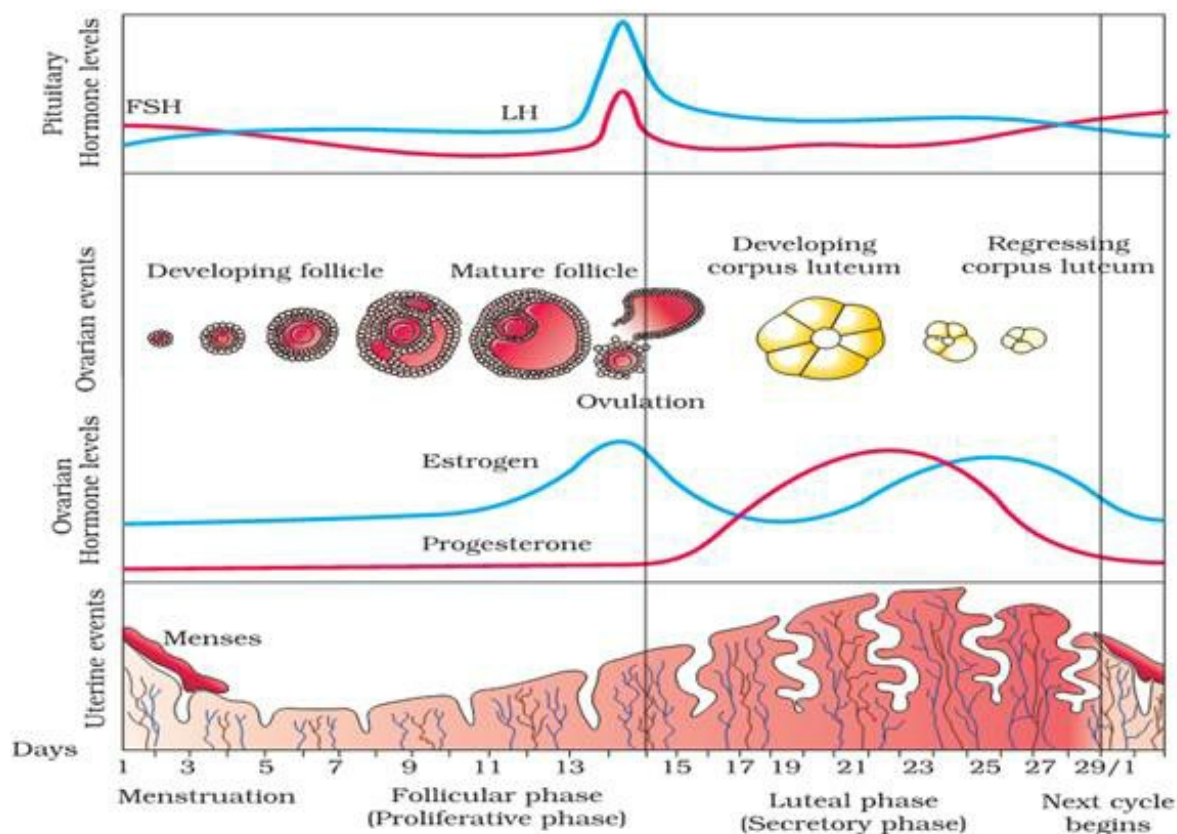 Pituitary
Hormone levels
FSH
LH
Ovarian events
Developing follicle
Mature follicle
Developing
corpus luteum
Regressing
corpus luteum
Ovulation
Ovarian
Hormone levels
Estrogen
Progesterone
Uterine events
Menses
Days
1 3 5 7 9 11 13 15 17 19 21 23 25 27 29/1
Menstruation
Follicular phase
(Proliferative phase)
Luteal phase
(Secretory phase)
Next cycle
begins